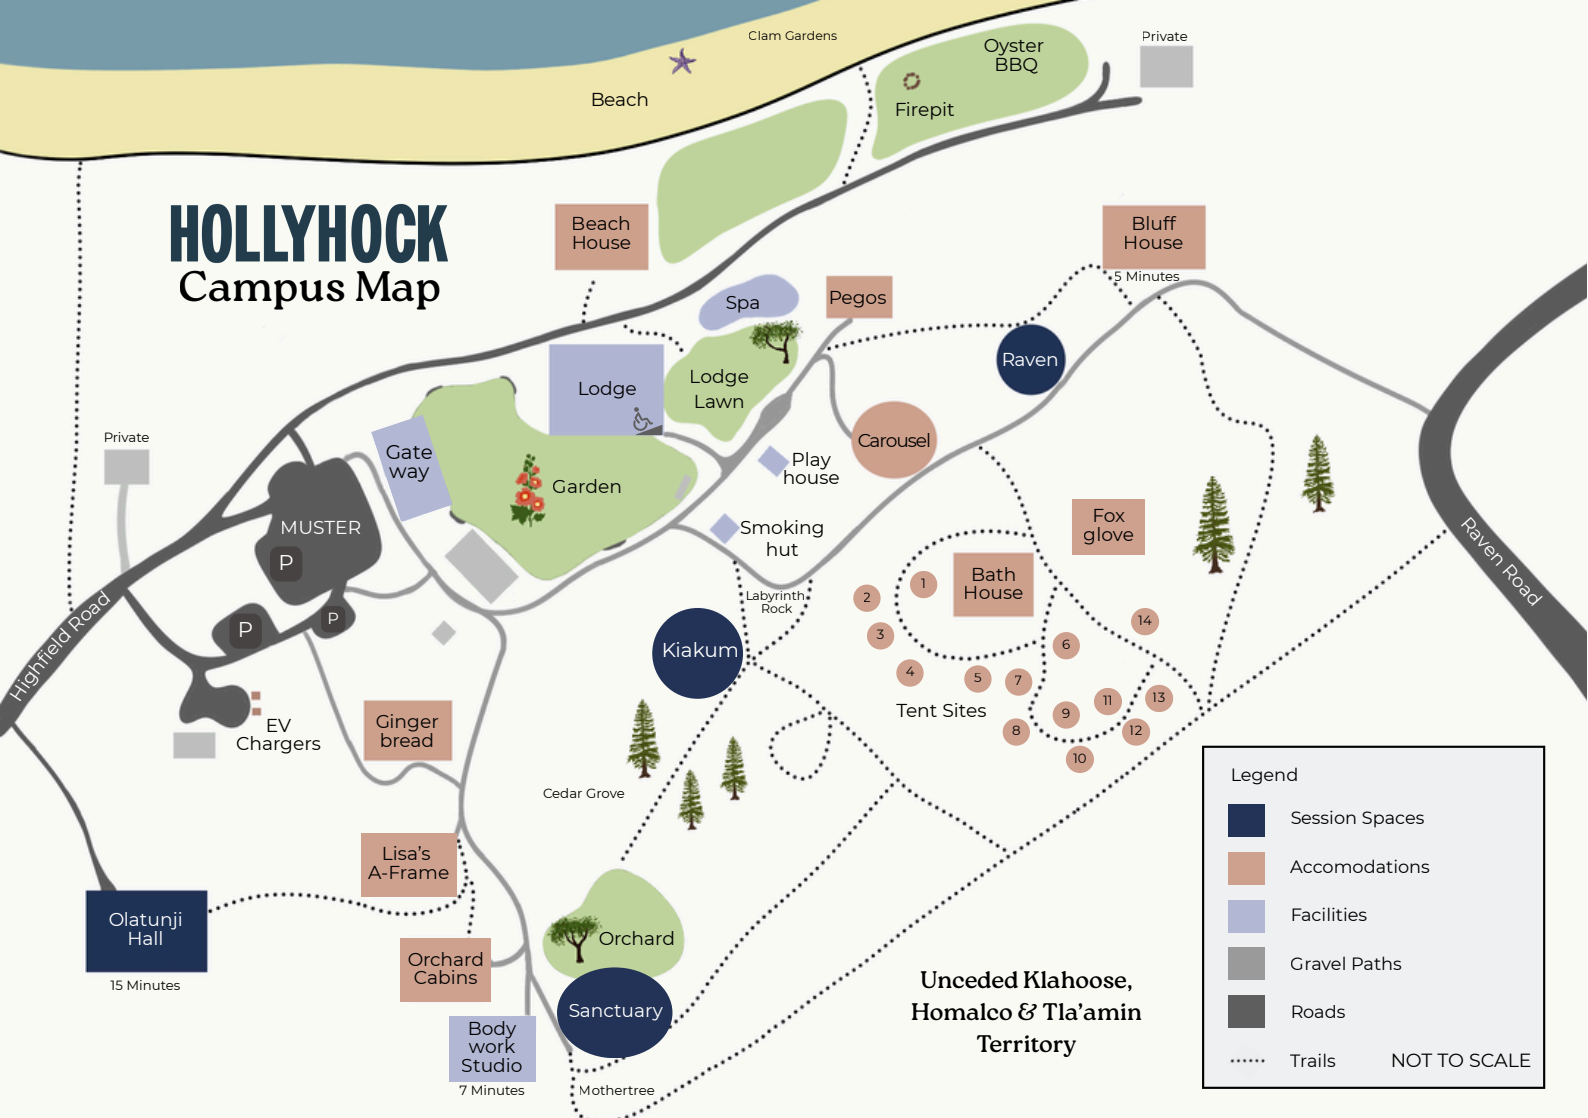 Clam Gardens
Beach
Oyster
BBQ
Firepit
Private
HOLLYHOCK
Campus Map
Beach
House
Bluff
House
5 Minutes
Spa
Pegos
Raven
Lodge
Lodge
Lawn
Carousel
Private
Gate
way
Garden
Play
house
Smoking
hut
MUSTER
P
P
P
Fox
glove
Bath
House
Labyrinth
Rock
Kiakum
Highfield Road
Raven Road
1
2
3
4
5
6
7
8
9
10
11
12
13
14
Tent Sites
EV
Chargers
Ginger
bread
Cedar Grove
Lisa's
A-Frame
Olatunji
Hall
15 Minutes
Orchard
Orchard
Cabins
Sanctuary
Body
work
Studio
7 Minutes
Mothertree
Unceded Klahoose,
Homalco & Tla'amin
Territory
Legend
Session Spaces
Accomodations
Facilities
Gravel Paths
Roads
Trails
NOT TO SCALE